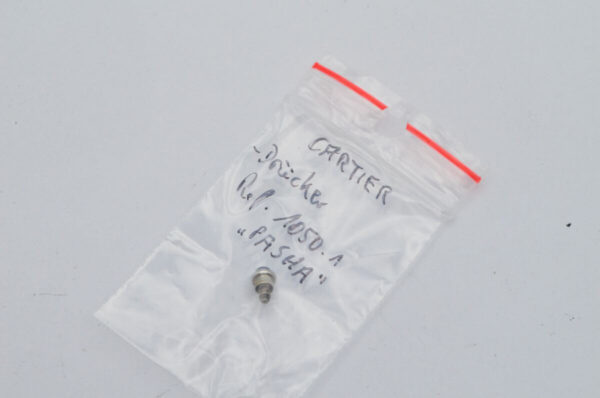 CARTIER
-Drücker
Ref. 1050.1
„PASHA"